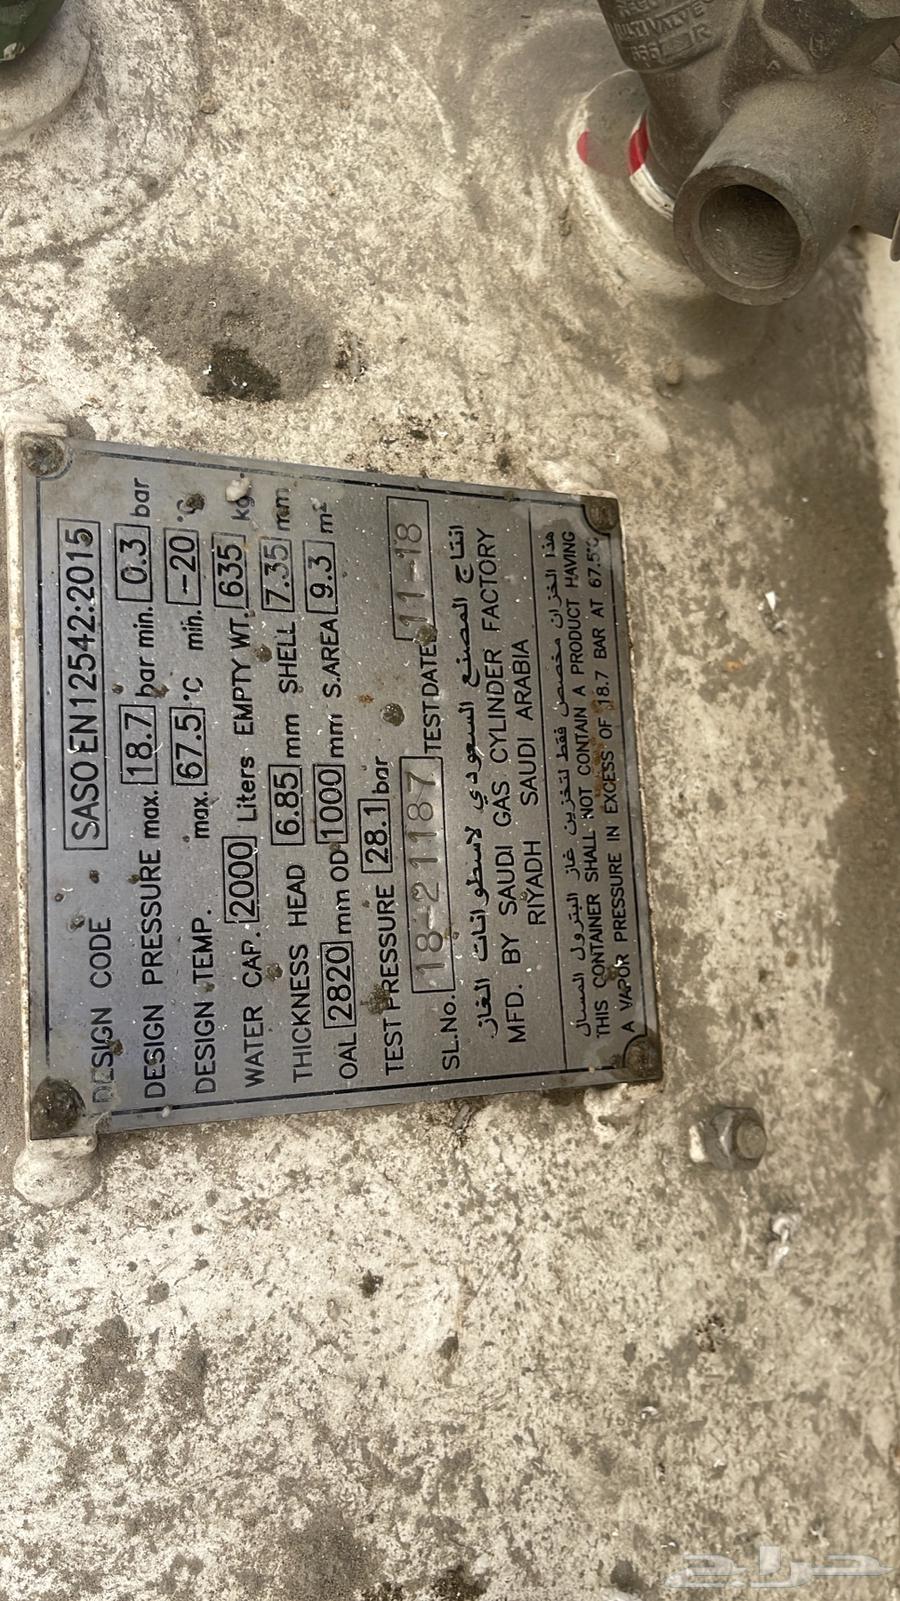 MULTIVALVE
DESIGN CODE SASO EN 12542:2015
DESIGN PRESSURE max. 18.7 bar min. 0.3 bar
DESIGN TEMP. max. 67.5 °C min. -20 °C
WATER CAP. 2000 Liters EMPTY WT. 635 kg.
THICKNESS HEAD 6.85 mm SHELL 7.35 mm
OAL 2820 mm OD 1000 mm S.AREA 9.3 m²
TEST PRESSURE 28.1 bar
SL.No. 18-21187 TEST DATE 11-18
انتاج المصنع السعودي لاسطوانات الغاز
MFD. BY SAUDI GAS CYLINDER FACTORY
RIYADH SAUDI ARABIA
هذا الخزان مخصص فقط لتخزين غاز البترول المسال
THIS CONTAINER SHALL NOT CONTAIN A PRODUCT HAVING
A VAPOR PRESSURE IN EXCESS OF 18.7 BAR AT 67.5°C
حراج